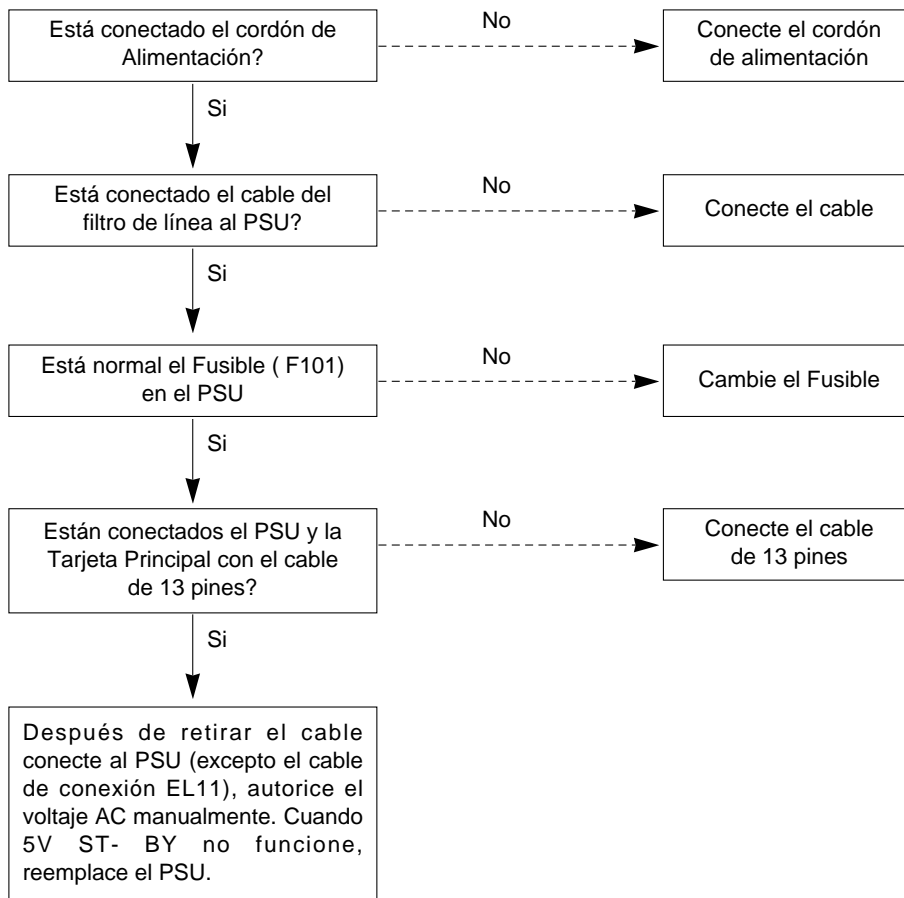 Está conectado el cordón de
Alimentación?
No
Conecte el cordón
de alimentación
Si
Está conectado el cable del
filtro de línea al PSU?
No
Conecte el cable
Si
Está normal el Fusible ( F101)
en el PSU
No
Cambie el Fusible
Si
Están conectados el PSU y la
Tarjeta Principal con el cable
de 13 pines?
No
Conecte el cable
de 13 pines
Si
Después de retirar el cable
conecte al PSU (excepto el cable
de conexión EL11), autorice el
voltaje AC manualmente. Cuando
5V ST- BY no funcione,
reemplace el PSU.